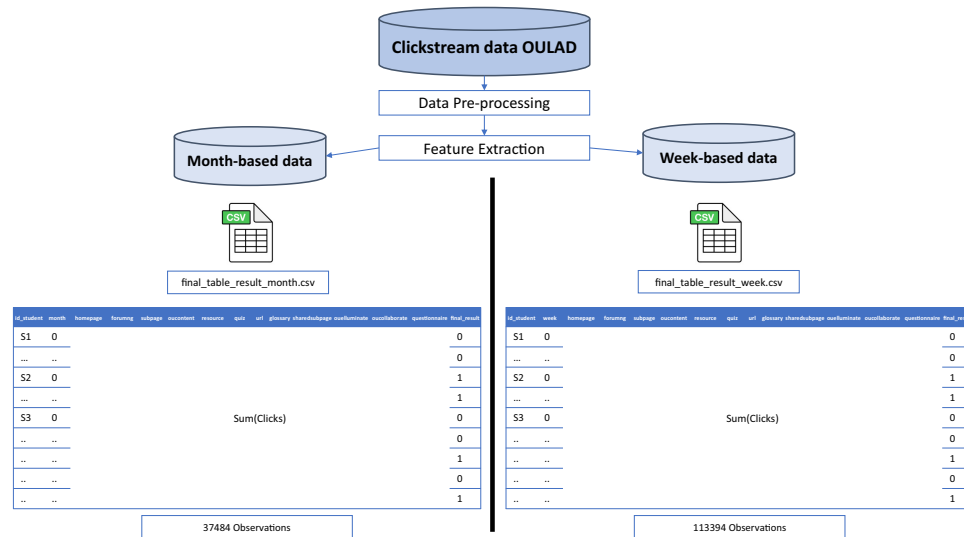 Clickstream data OULAD
Data Pre-processing
Feature Extraction
Month-based data
Week-based data
CSV
CSV
final_table_result_month.csv
final_table_result_week.csv
id_student month homepage forumng subpage oucontent resource quiz url glossary sharedsubpage ouelluminate oucollaborate questionnaire final_result
S1 0 0
... .. 0
S2 0 1
... .. 1
S3 0 Sum(Clicks) 0
.. .. 0
.. .. 1
.. .. 0
.. .. 1
37484 Observations
id_student week homepage forumng subpage oucontent resource quiz url glossary sharedsubpage ouelluminate oucollaborate questionnaire final_res
S1 0 0
... .. 0
S2 0 1
... .. 1
S3 0 Sum(Clicks) 0
.. .. 0
.. .. 1
.. .. 0
.. .. 1
113394 Observations